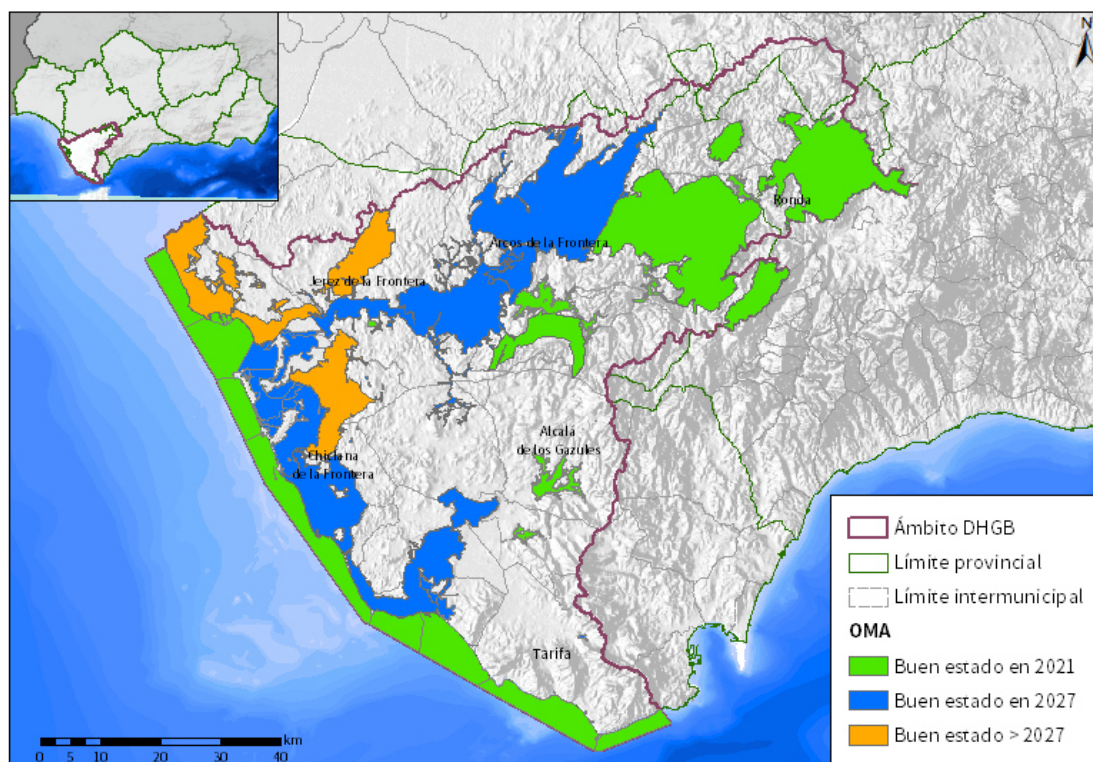 N
Ronda
Arcos de la Frontera
Jerez de la Frontera
Alcalá
de los Gazules
Chiclana
de la Frontera
Tarifa
Ámbito DHGB
Límite provincial
Límite intermunicipal
OMA
Buen estado en 2021
Buen estado en 2027
Buen estado > 2027
km
0 5 10 20 30 40